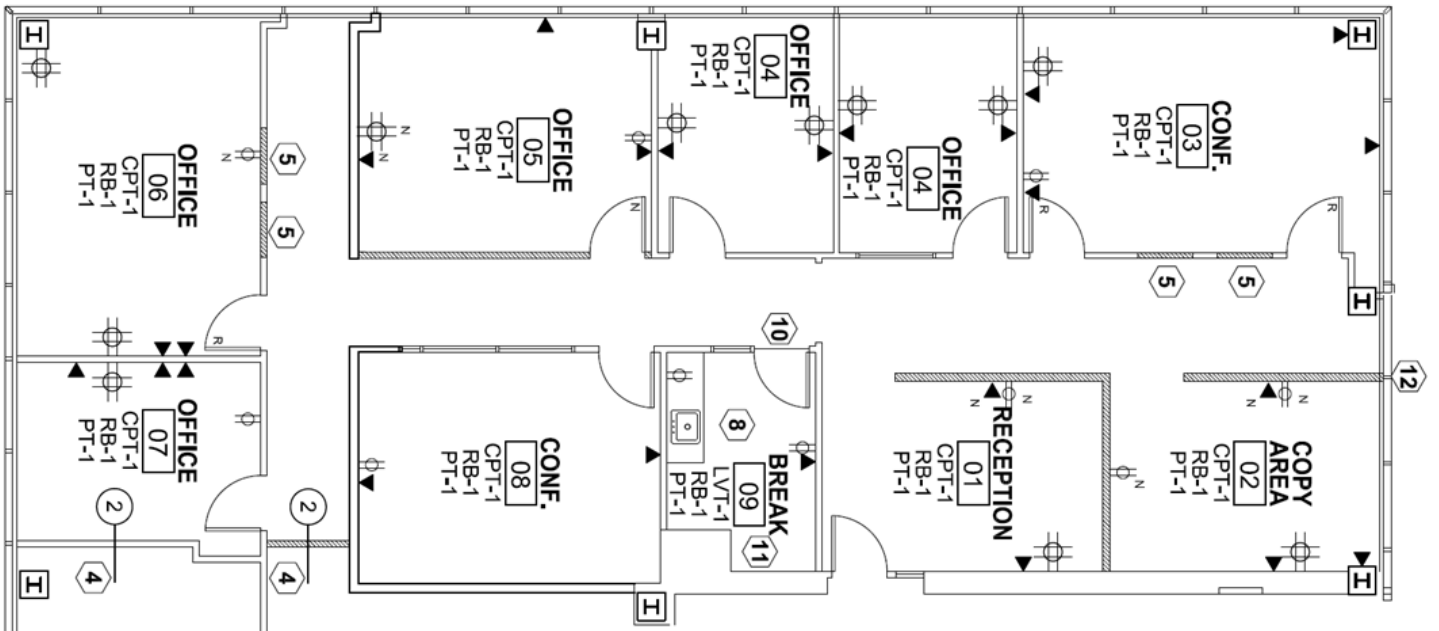 12
CONF.
03
CPT-1
RB-1
PT-1
R
R
5
5
COPY
AREA
02
CPT-1
RB-1
PT-1
N
N
N
RECEPTION
01
CPT-1
RB-1
PT-1
N
N
OFFICE
04
CPT-1
RB-1
PT-1
OFFICE
04
CPT-1
RB-1
PT-1
10
BREAK
09
LVT-1
RB-1
PT-1
8
11
OFFICE
05
CPT-1
RB-1
PT-1
N
N
N
CONF.
08
CPT-1
RB-1
PT-1
5
5
2
4
OFFICE
06
CPT-1
RB-1
PT-1
N
R
OFFICE
07
CPT-1
RB-1
PT-1
2
4